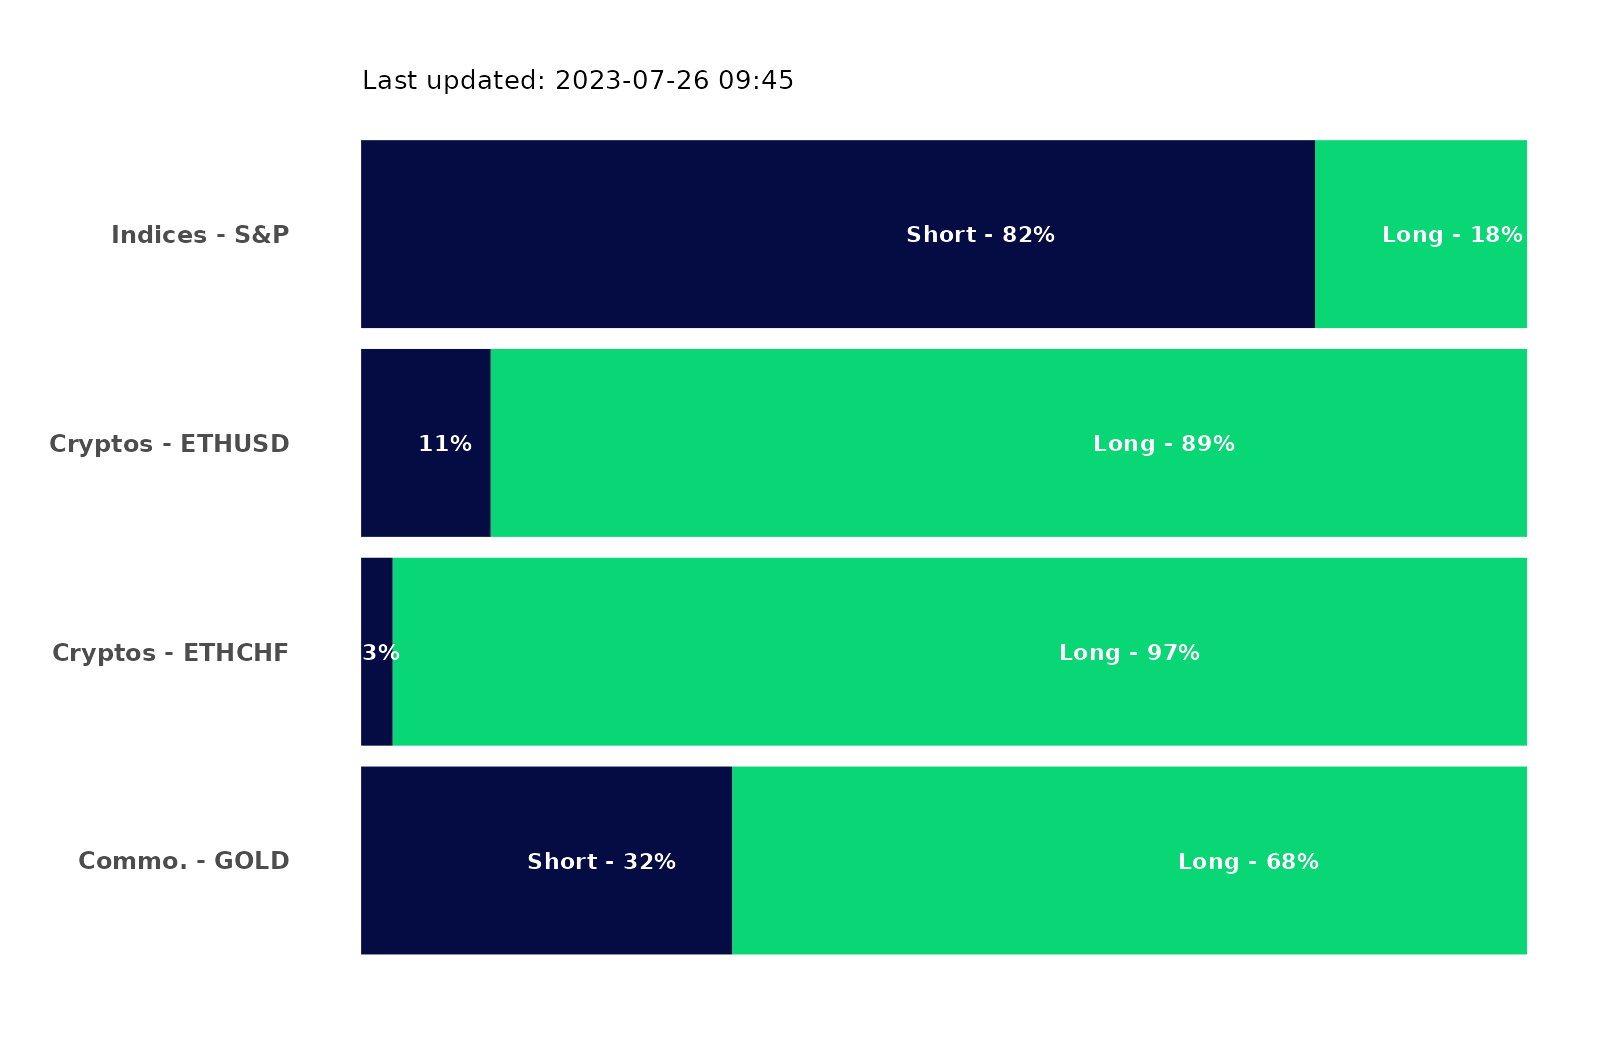 Last updated: 2023-07-26 09:45
Indices - S&P Short - 82% Long - 18%
Cryptos - ETHUSD 11% Long - 89%
Cryptos - ETHCHF 3% Long - 97%
Commo. - GOLD Short - 32% Long - 68%